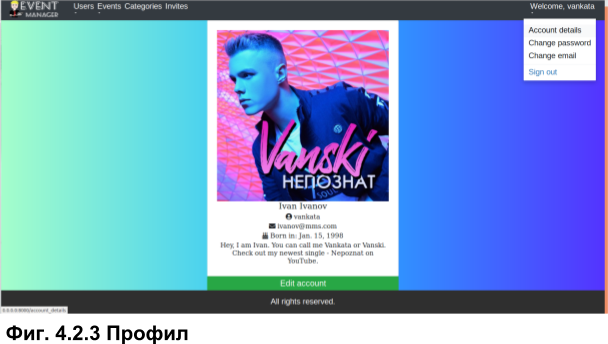 EVENT
MANAGER
Users Events Categories Invites
Welcome, vankata
Account details
Change password
Change email
Sign out
Vanski
НЕПОЗНАТ
Ivan Ivanov
vankata
ivanov@mms.com
Born in: Jan. 15, 1998
Hey, I am Ivan. You can call me Vankata or Vanski.
Check out my newest single - Nepoznat on
YouTube.
Edit account
All rights reserved.
Фиг. 4.2.3 Профил